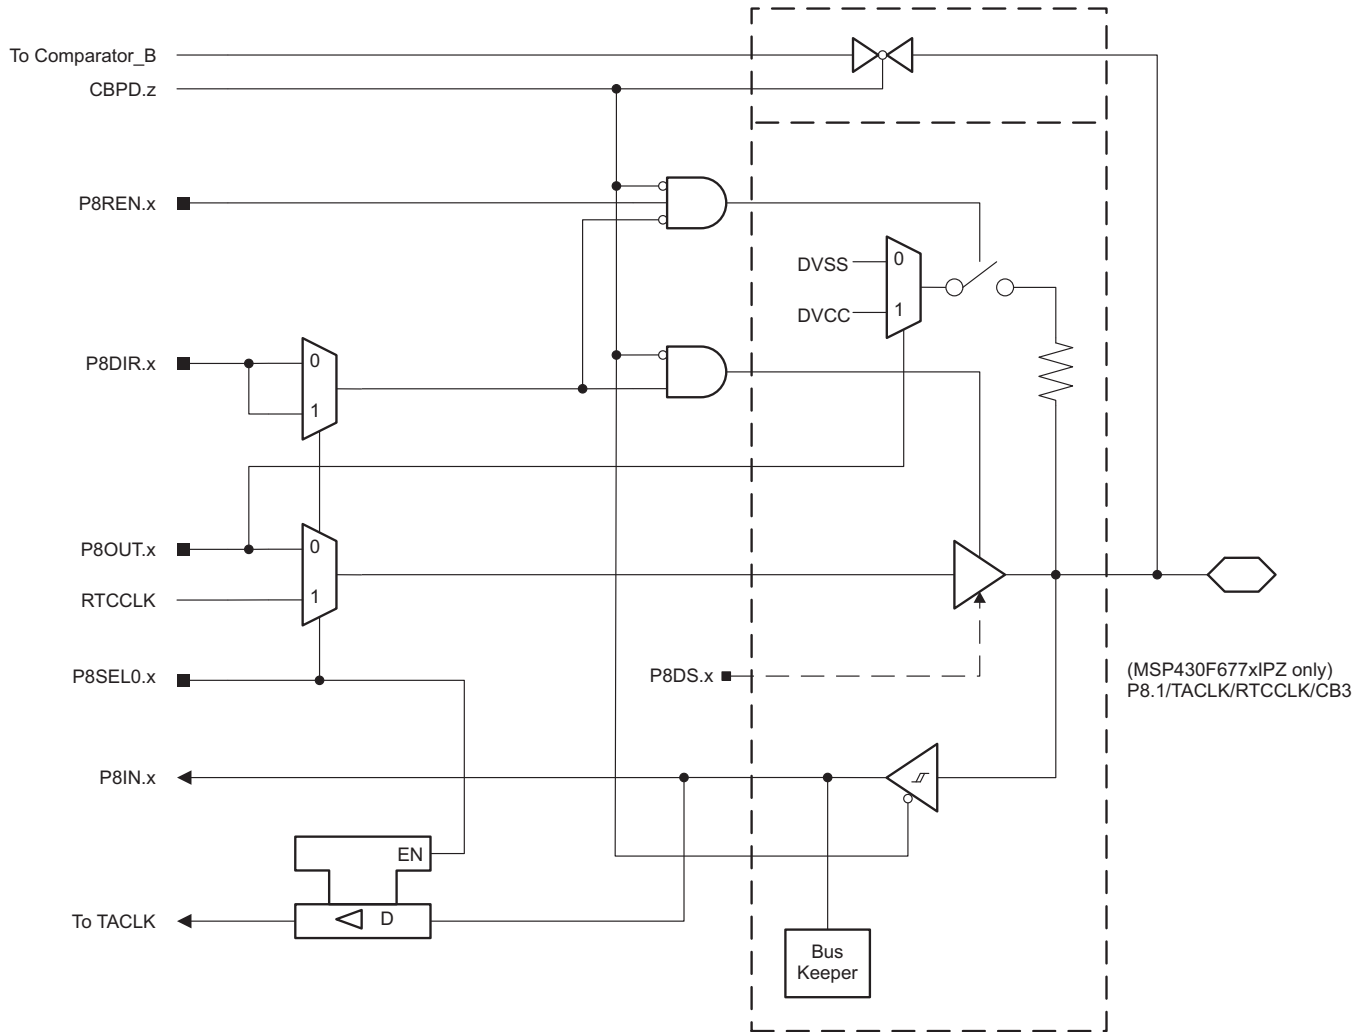 To Comparator_B
CBPD.z
P8REN.x
DVSS
0
DVCC
1
P8DIR.x
0
1
P8OUT.x
0
RTCCLK
1
P8SEL0.x
P8DS.x
(MSP430F677xIPZ only)
P8.1/TACLK/RTCCLK/CB3
P8IN.x
EN
To TACLK
D
Bus
Keeper